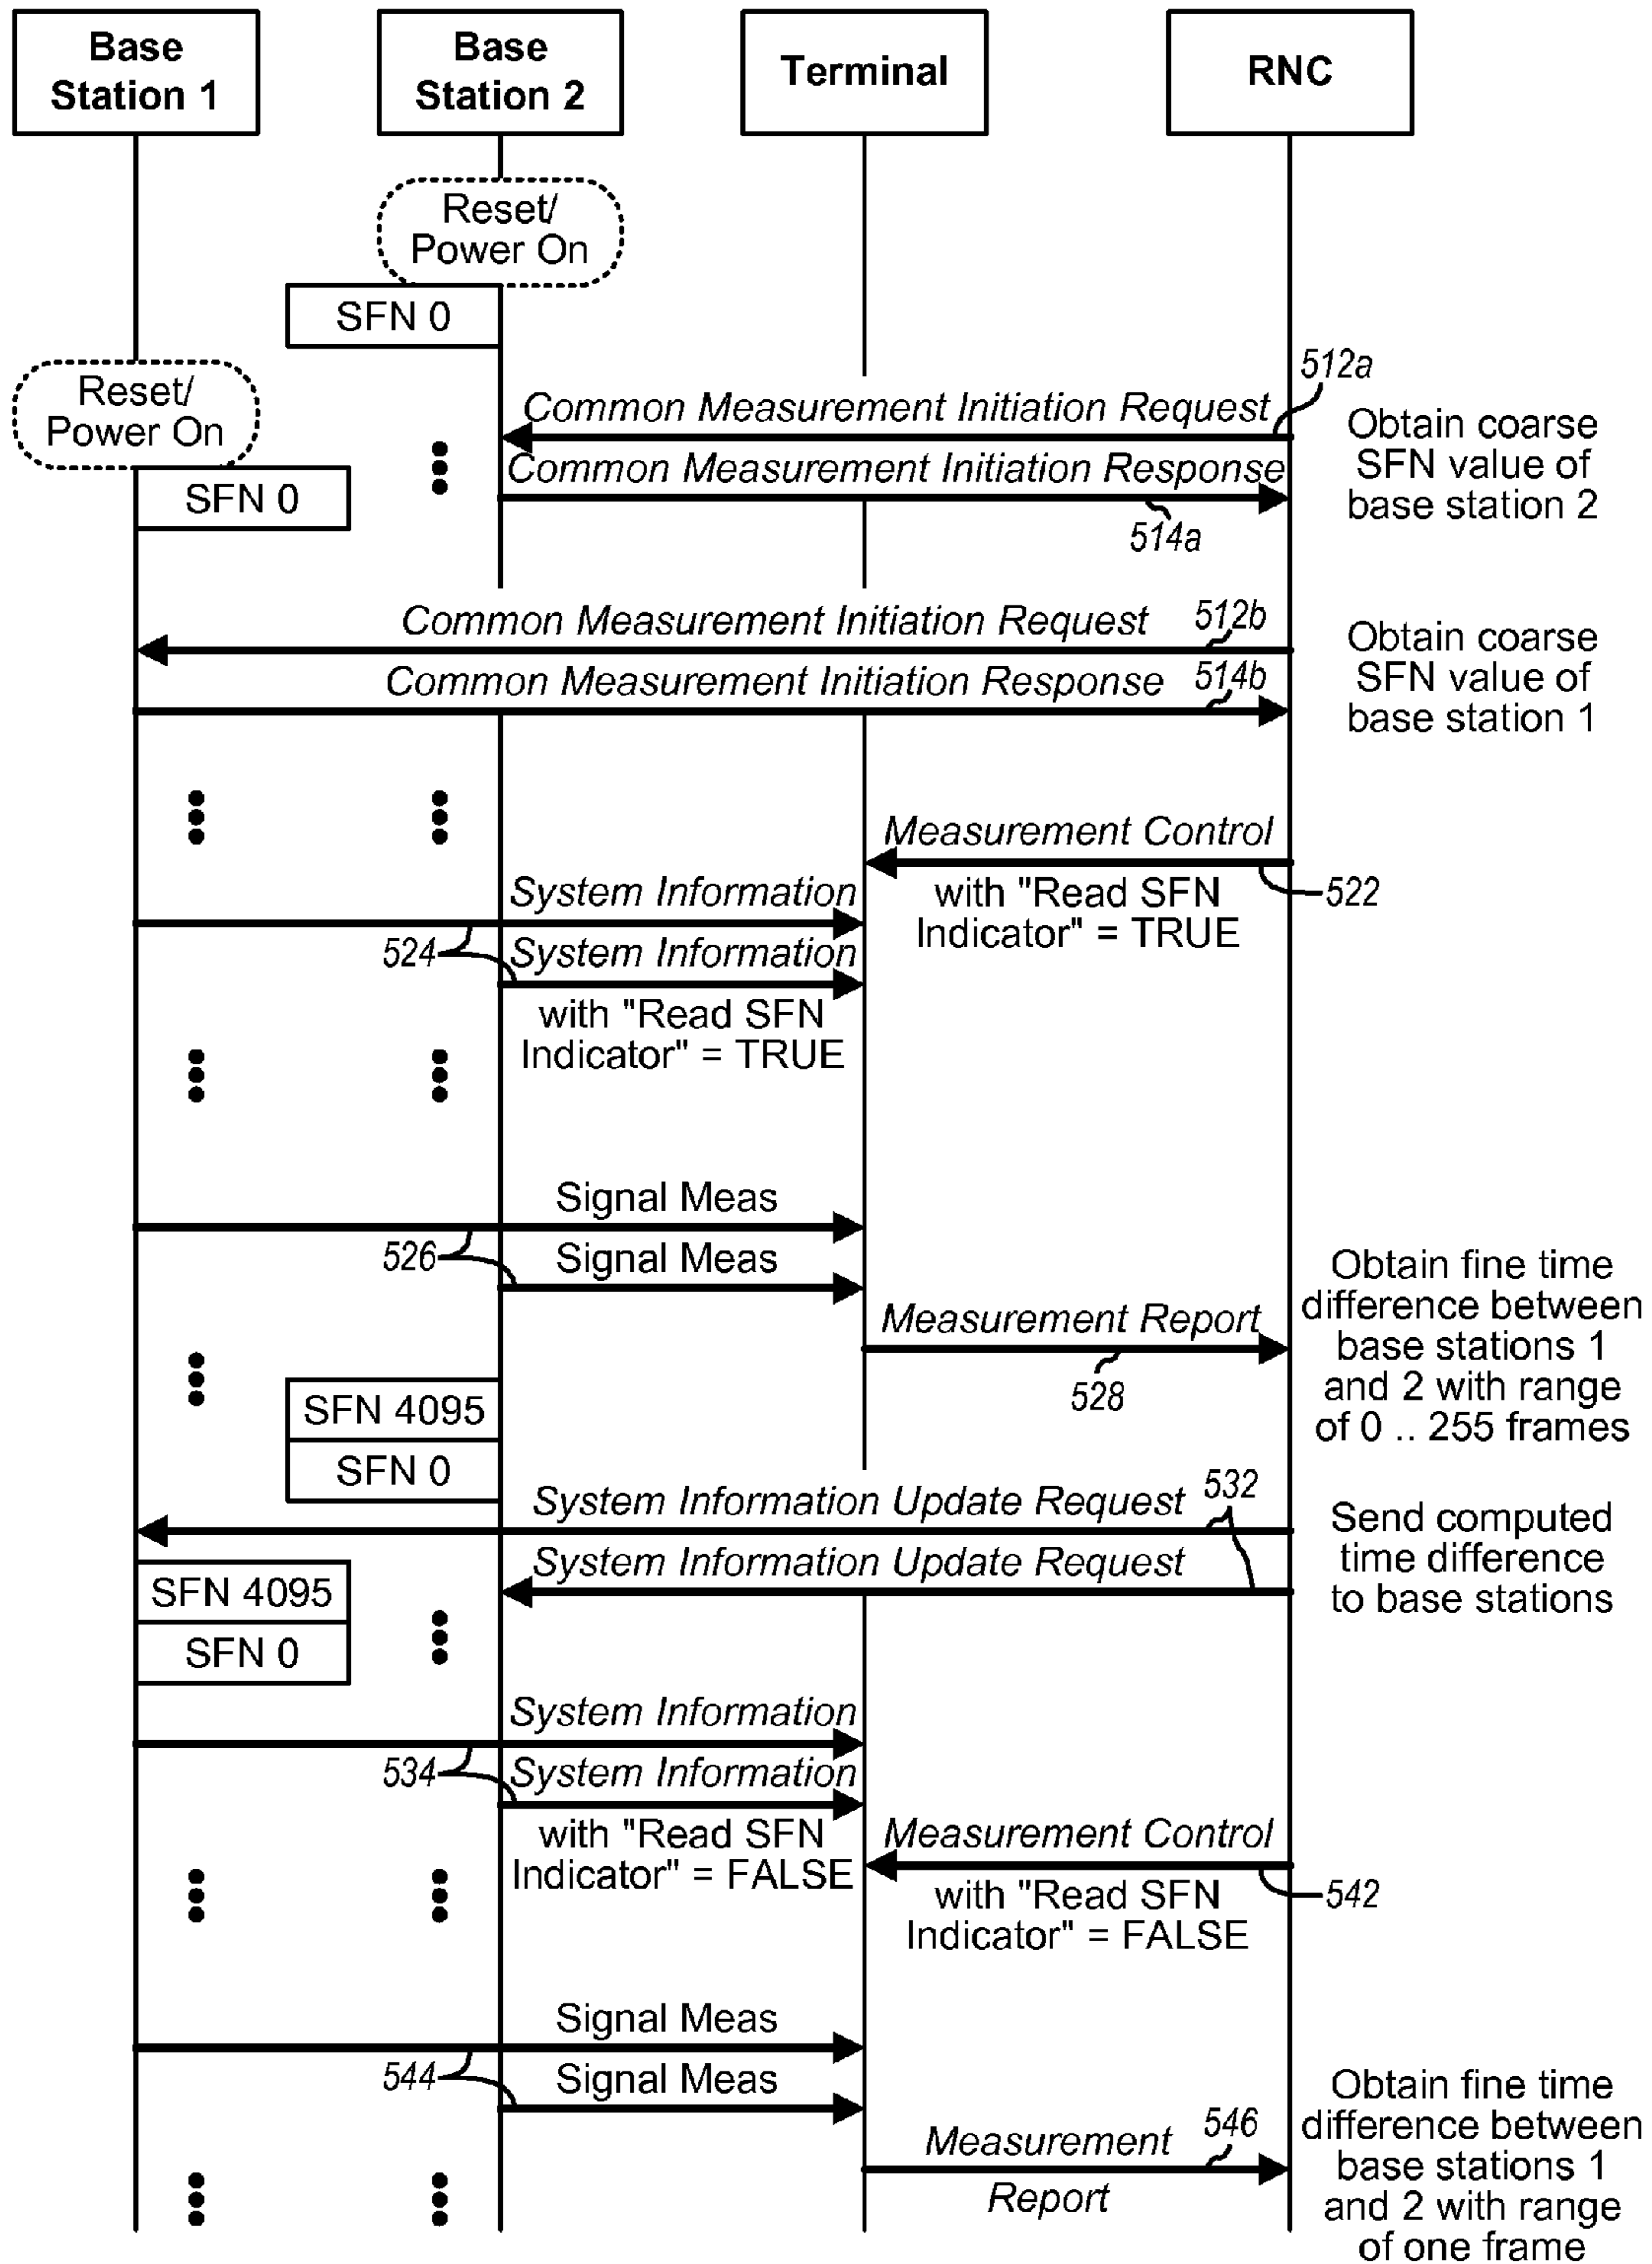 Base
Station 1
Base
Station 2
Terminal
RNC
Reset/
Power On
SFN 0
Reset/
Power On
SFN 0
512a
Common Measurement Initiation Request
Common Measurement Initiation Response
514a
Obtain coarse
SFN value of
base station 2
Common Measurement Initiation Request
512b
Common Measurement Initiation Response
514b
Obtain coarse
SFN value of
base station 1
Measurement Control
522
with "Read SFN
Indicator" = TRUE
System Information
524
System Information
with "Read SFN
Indicator" = TRUE
Signal Meas
526
Signal Meas
Measurement Report
528
Obtain fine time
difference between
base stations 1
and 2 with range
of 0 .. 255 frames
SFN 4095
SFN 0
System Information Update Request
532
System Information Update Request
Send computed
time difference
to base stations
SFN 4095
SFN 0
System Information
534
System Information
with "Read SFN
Indicator" = FALSE
Measurement Control
542
with "Read SFN
Indicator" = FALSE
Signal Meas
544
Signal Meas
Measurement
546
Report
Obtain fine time
difference between
base stations 1
and 2 with range
of one frame